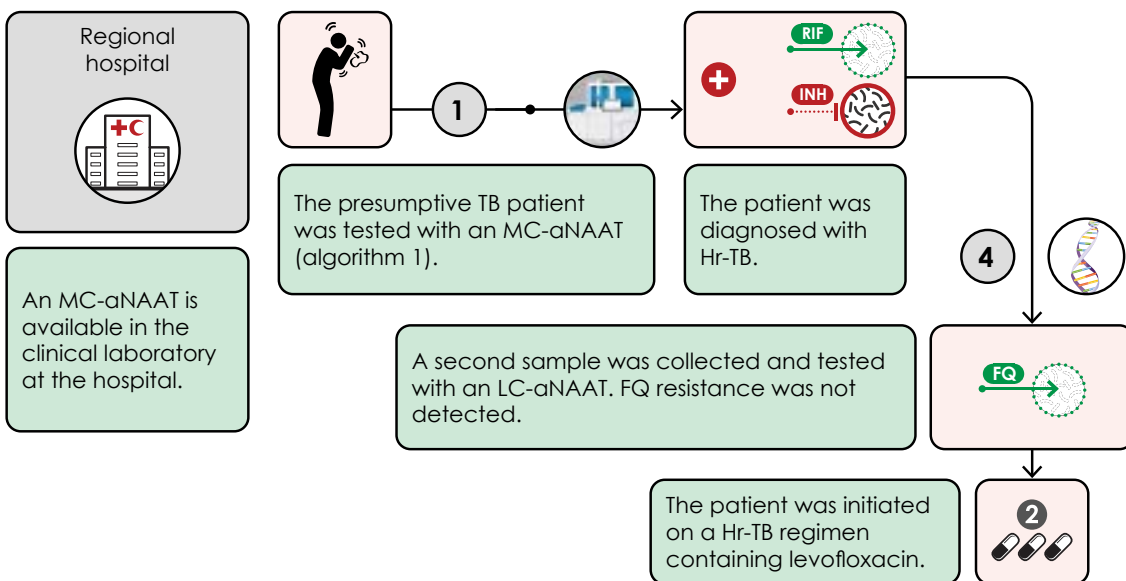 Regional
hospital
An MC-aNAAT is
available in the
clinical laboratory
at the hospital.
1
The presumptive TB patient
was tested with an MC-aNAAT
(algorithm 1).
RIF
INH
The patient was
diagnosed with
Hr-TB.
4
A second sample was collected and tested
with an LC-aNAAT. FQ resistance was not
detected.
FQ
The patient was initiated
on a Hr-TB regimen
containing levofloxacin.
2